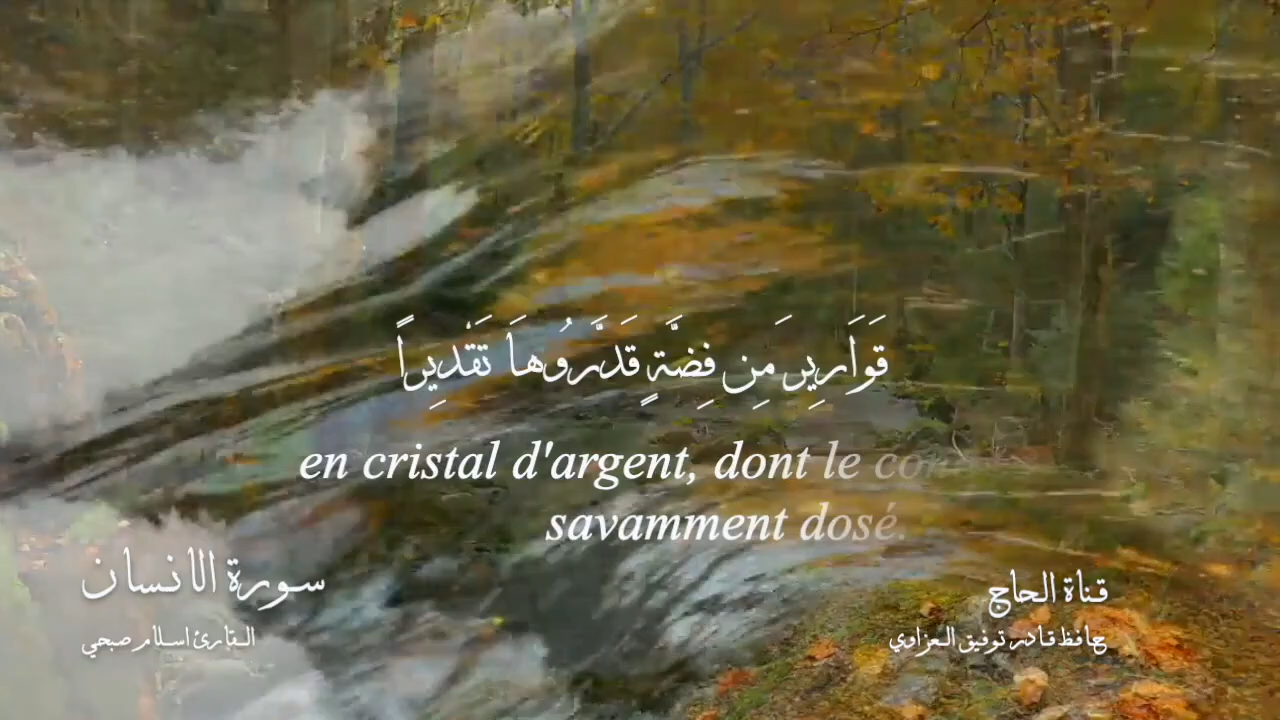 قَوَارِيرَ مِن فِضَّةٍ قَدَّرُوهَا تَقْدِيرًا
en cristal d'argent, dont le
savamment dosé.
سورة الانسان
القارئ اسلام صبحي
قناة الحاج
حافظ قادر توفيق العزاوي